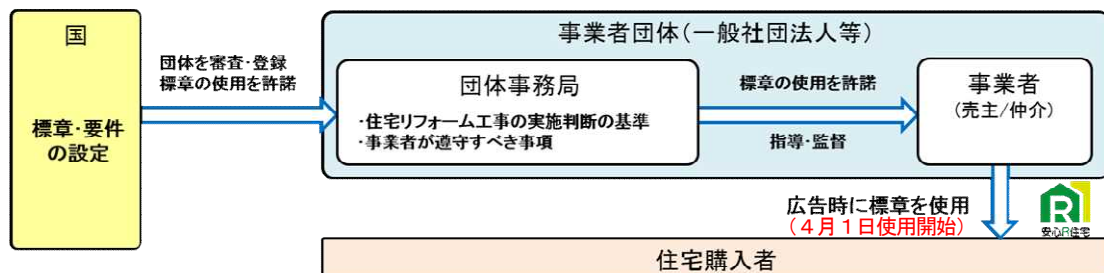 国
標章・要件
の設定
団体を審査・登録
標章の使用を許諾
事業者団体（一般社団法人等）
団体事務局
・住宅リフォーム工事の実施判断の基準
・事業者が遵守すべき事項
標章の使用を許諾
指導・監督
事業者
（売主/仲介）
広告時に標章を使用
（４月１日使用開始）
R
安心R住宅
住宅購入者